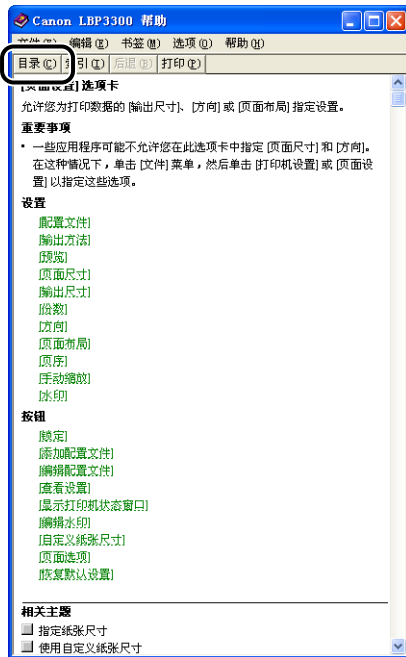 Canon LBP3300 帮助
文件(F) 编辑(E) 书签(M) 选项(O) 帮助(H)
目录(C) 索引(I) 后退(B) 打印(P)
[页面设置] 选项卡
允许您为打印数据的 [输出尺寸]、[方向] 或 [页面布局] 指定设置。
重要事项
• 一些应用程序可能不允许您在此选项卡中指定 [页面尺寸] 和 [方向]。
在这种情况下，单击 [文件] 菜单，然后单击 [打印机设置] 或 [页面设
置] 以指定这些选项。
设置
[配置文件]
[输出方法]
[预览]
[页面尺寸]
[输出尺寸]
[份数]
[方向]
[页面布局]
[页序]
[手动缩放]
[水印]
按钮
[锁定]
[添加配置文件]
[编辑配置文件]
[查看设置]
[显示打印机状态窗口]
[编辑水印]
[自定义纸张尺寸]
[页面选项]
[恢复默认设置]
相关主题
指定纸张尺寸
使用自定义纸张尺寸